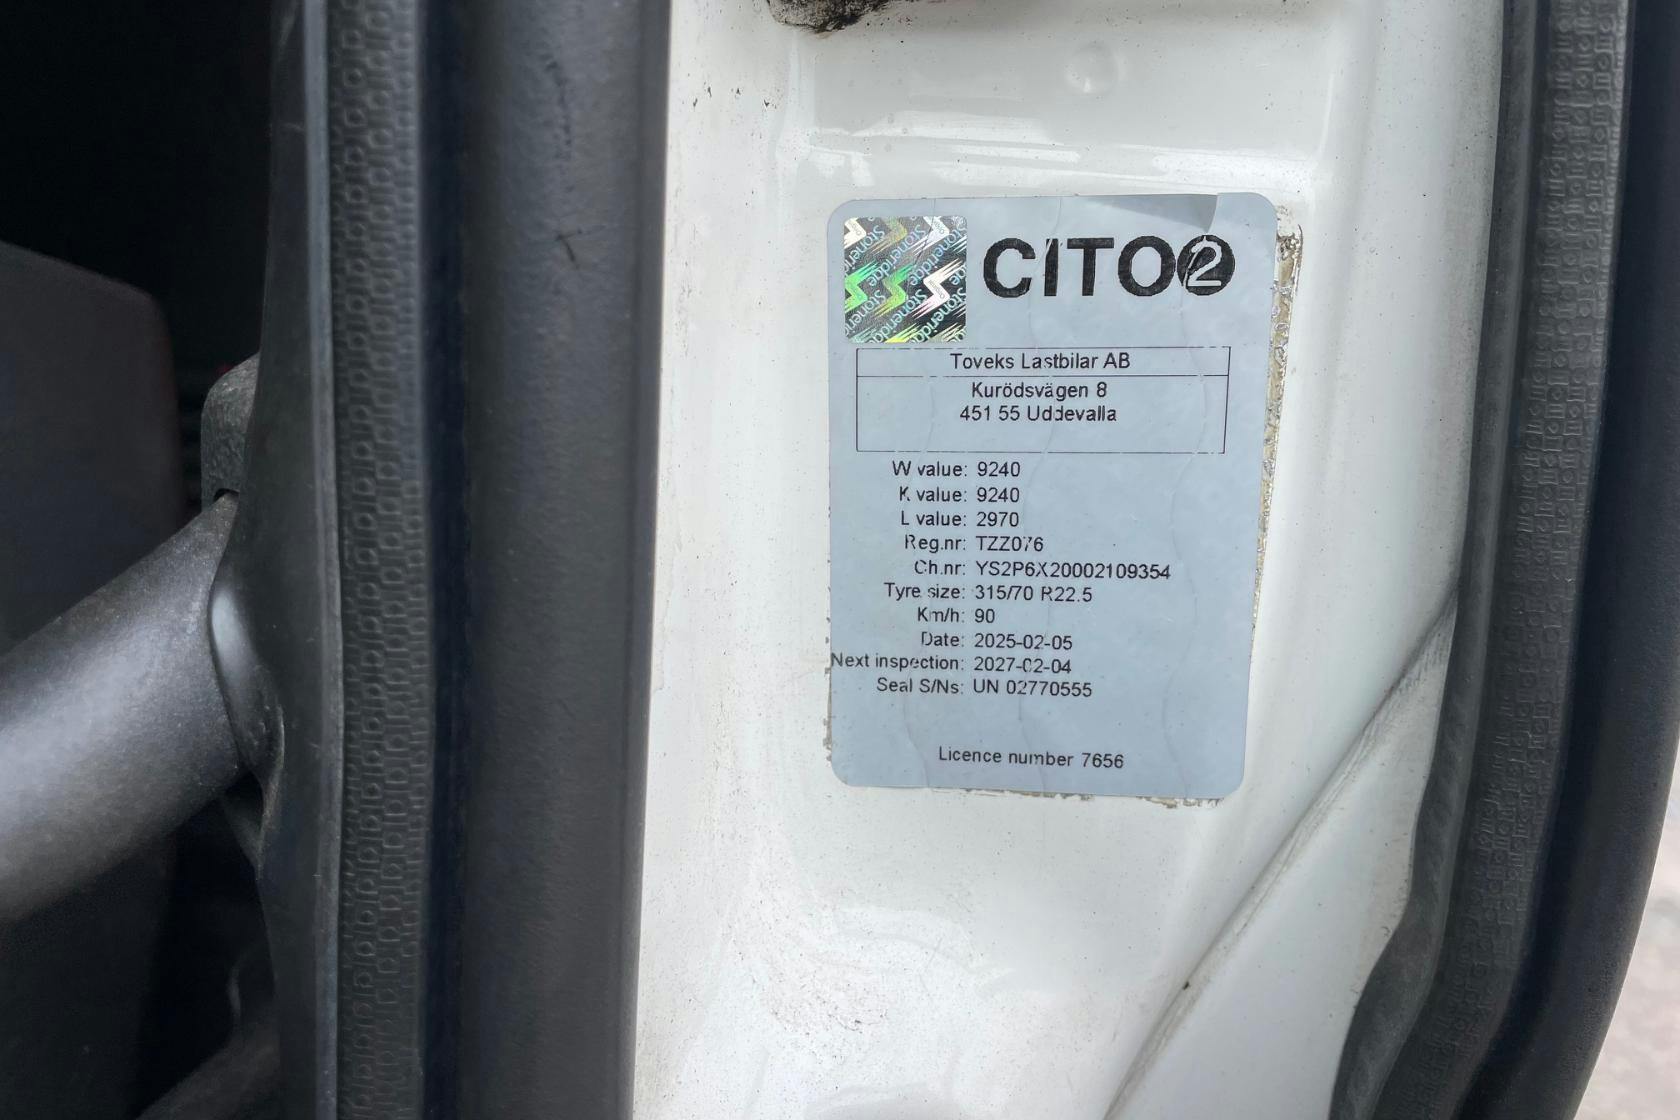 CITO2
Toveks Lastbilar AB
Kurödsvägen 8
451 55 Uddevalla
W value: 9240
K value: 9240
L value: 2970
Reg.nr: TZZ076
Ch.nr: YS2P6X20002109354
Tyre size: 315/70 R22.5
Km/h: 90
Date: 2025-02-05
Next inspection: 2027-02-04
Seal S/Ns: UN 02770555
Licence number 7656
Stoneridge